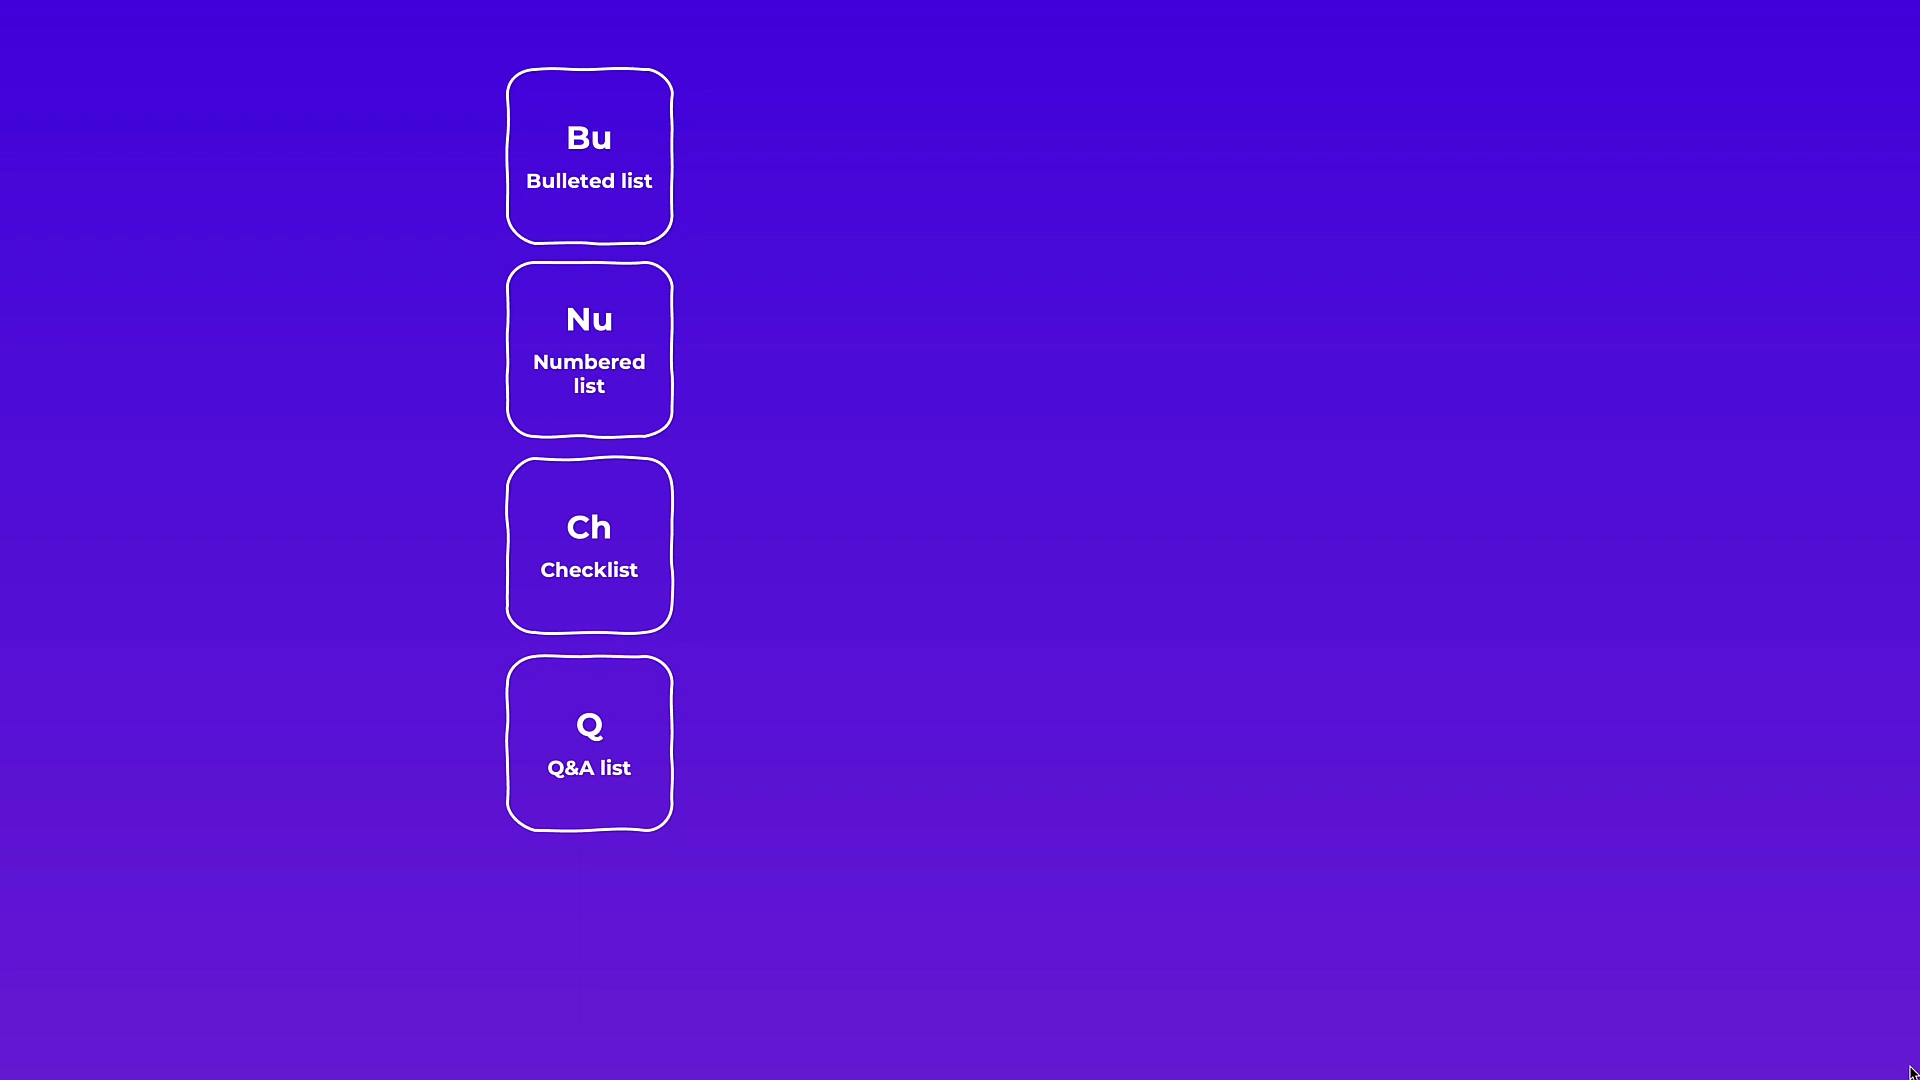 Bu
Bulleted list
Nu
Numbered
list
Ch
Checklist
Q
Q&A list